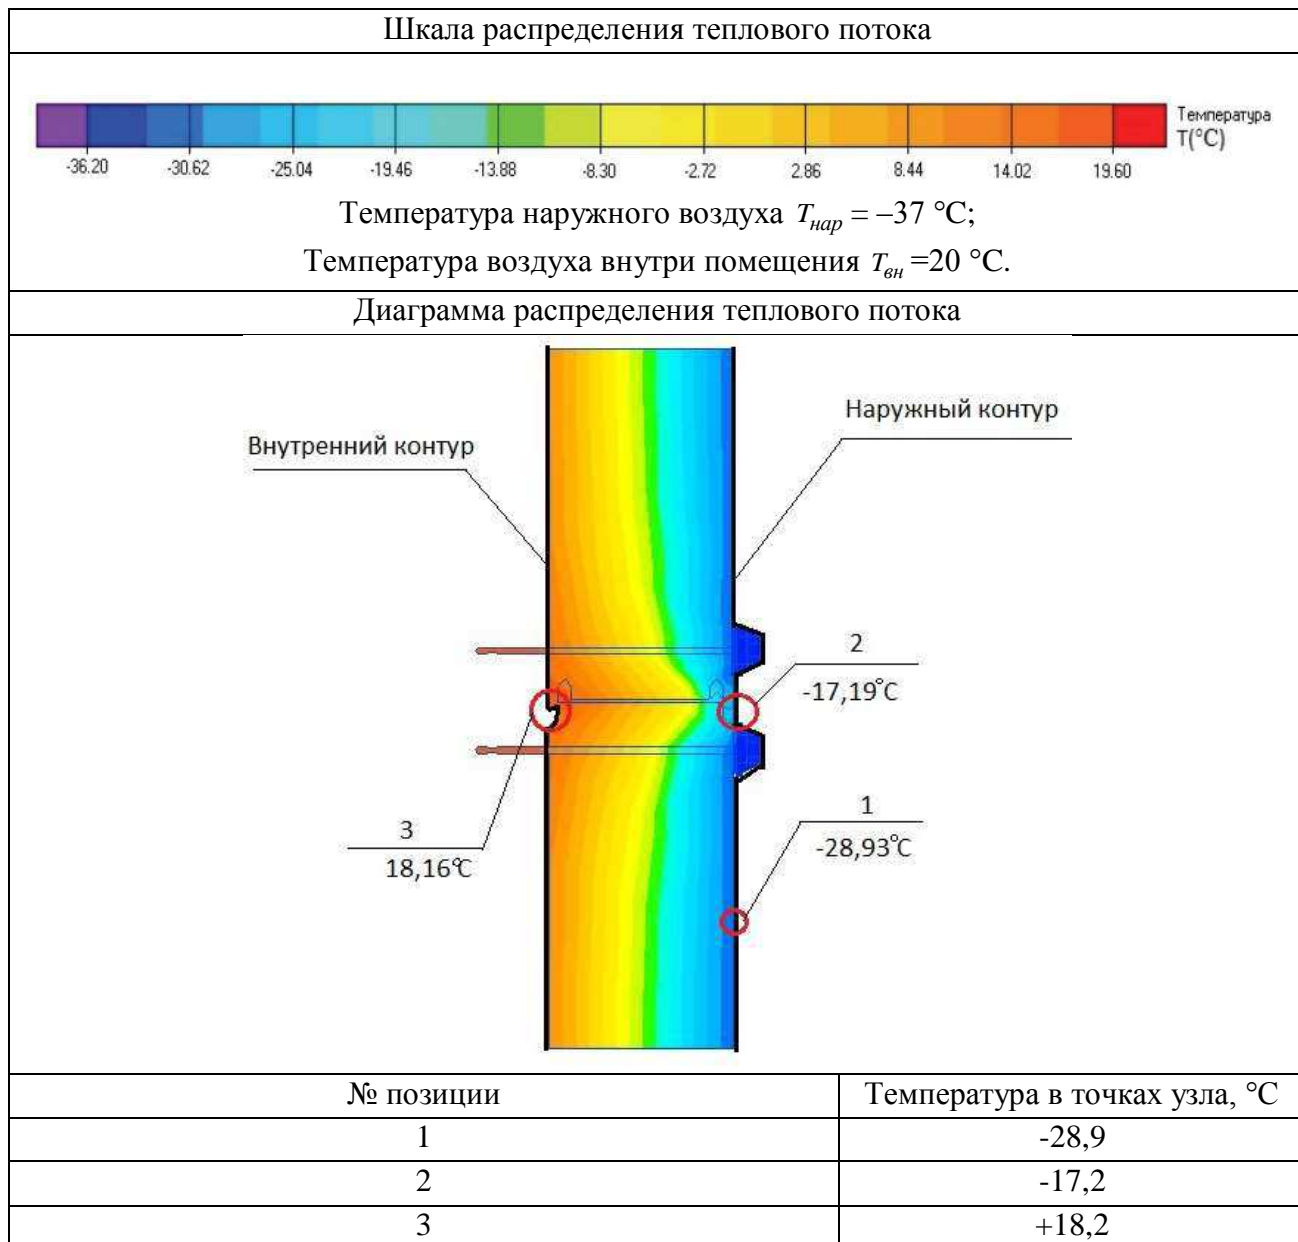 Шкала распределения теплового потока
Температура
T(°C)
-36.20 -30.62 -25.04 -19.46 -13.88 -8.30 -2.72 2.86 8.44 14.02 19.60
Температура наружного воздуха Tнар = –37 °C;
Температура воздуха внутри помещения Tвн =20 °C.
Диаграмма распределения теплового потока
Наружный контур
Внутренний контур
2
-17,19°C
1
-28,93°C
3
18,16°C
№ позиции Температура в точках узла, °C
1 -28,9
2 -17,2
3 +18,2